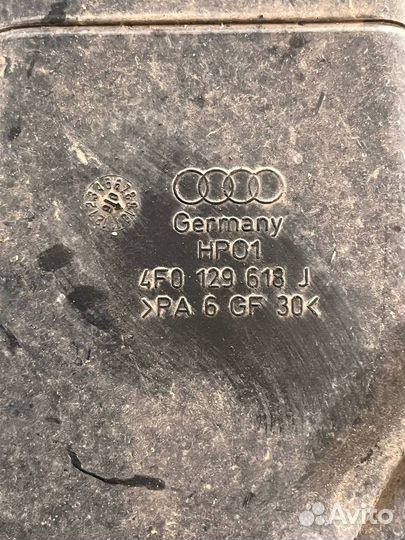 Germany
HP01
4F0 129 618 J
>PA 6 GF 30<
Avito